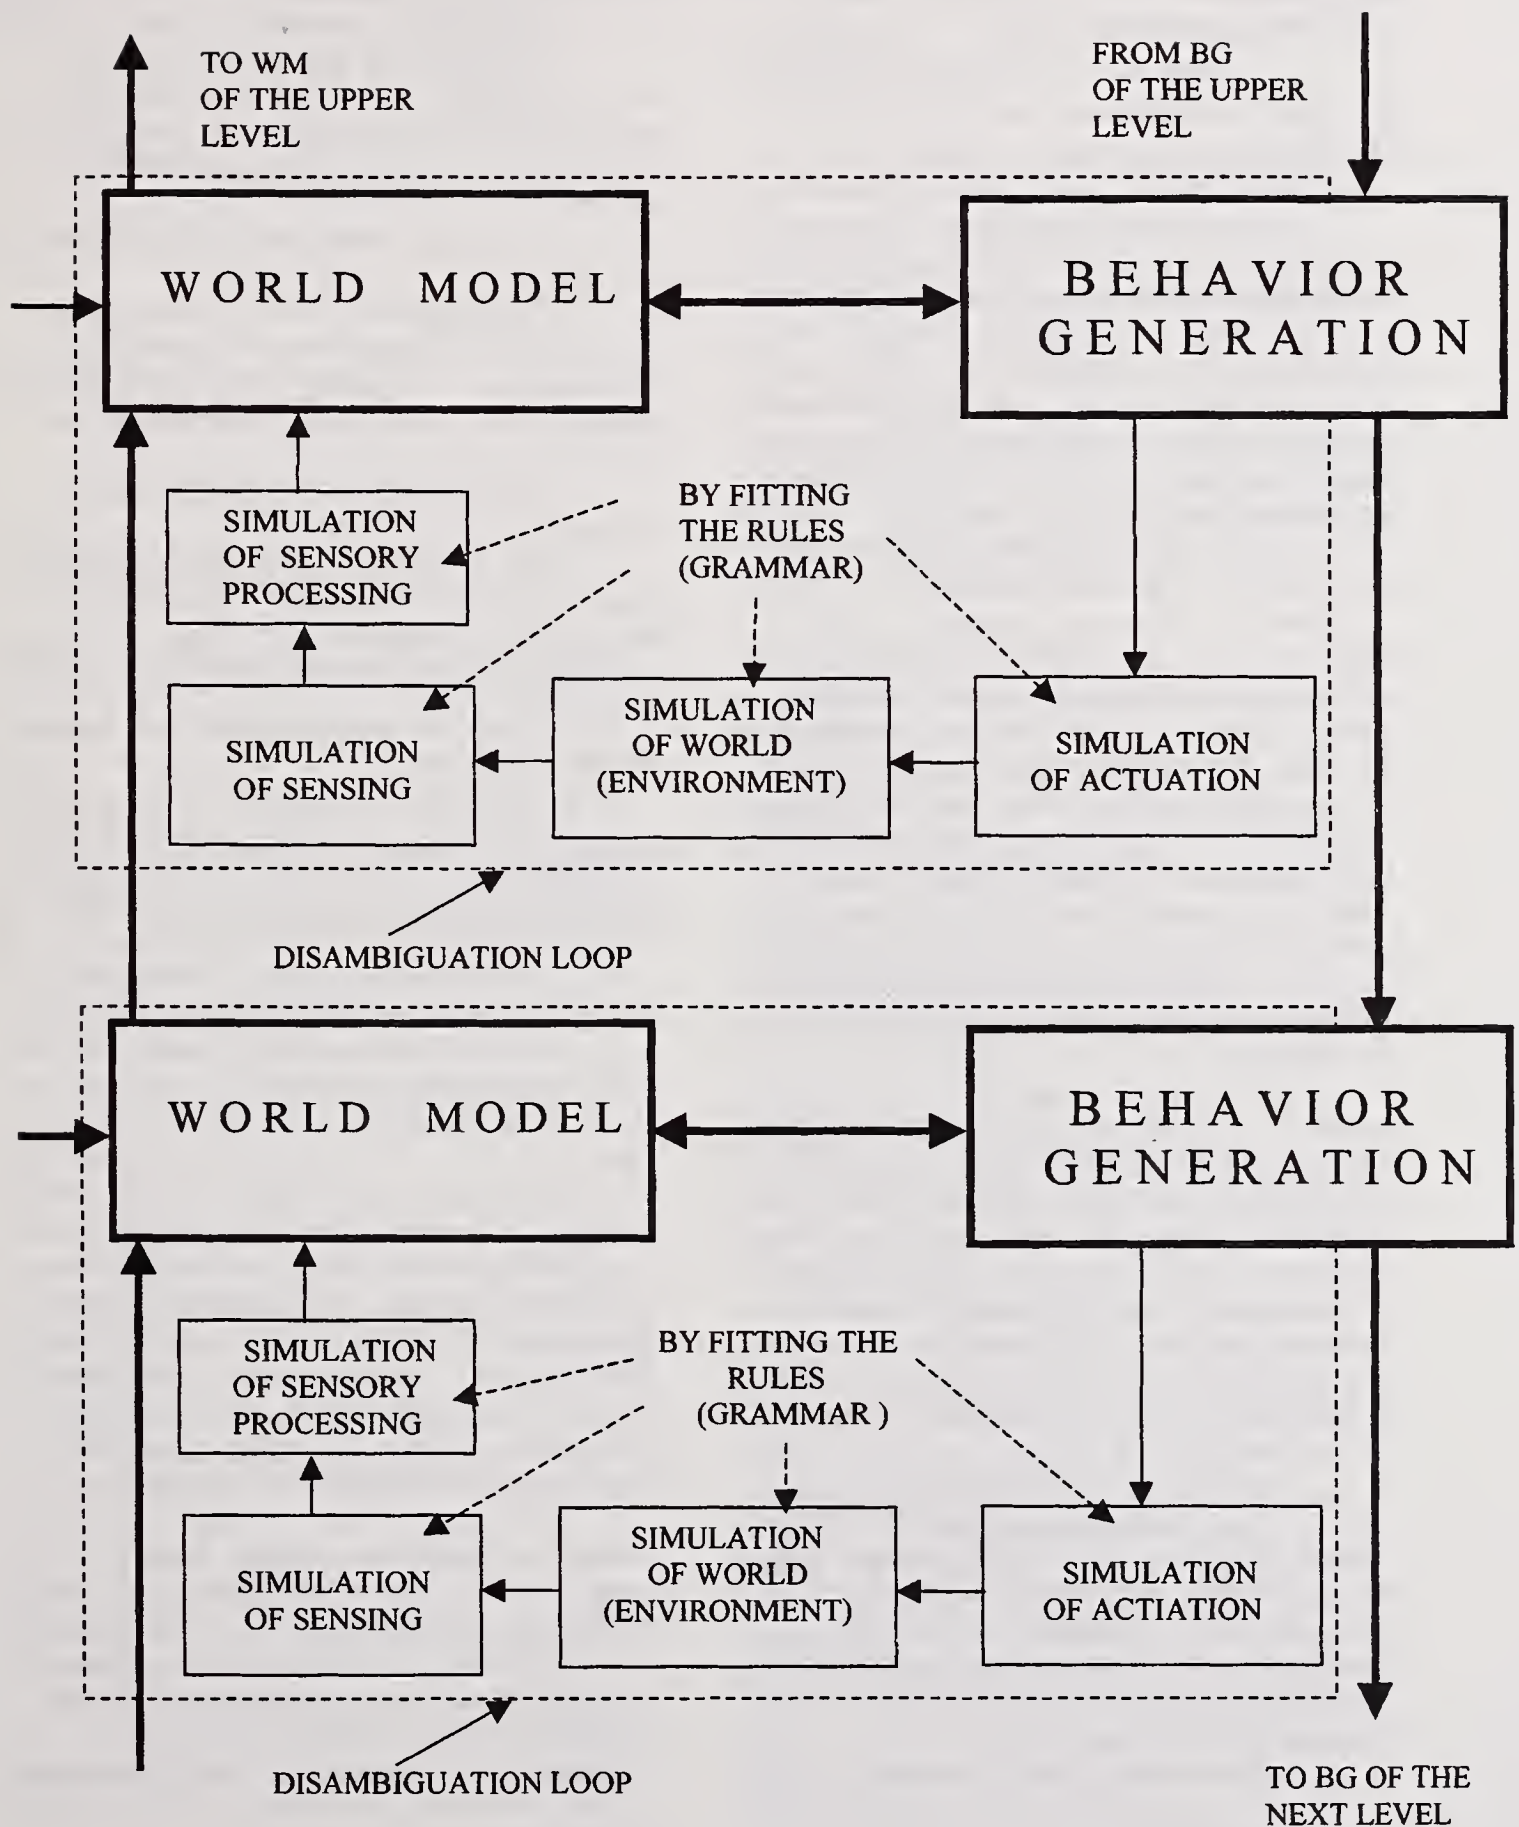 TO WM
OF THE UPPER
LEVEL
FROM BG
OF THE UPPER
LEVEL
WORLD MODEL
BEHAVIOR
GENERATION
BY FITTING
THE RULES
(GRAMMAR)
SIMULATION
OF SENSORY
PROCESSING
SIMULATION
OF SENSING
SIMULATION
OF WORLD
(ENVIRONMENT)
SIMULATION
OF ACTUATION
DISAMBIGUATION LOOP
WORLD MODEL
BEHAVIOR
GENERATION
BY FITTING THE
RULES
(GRAMMAR )
SIMULATION
OF SENSORY
PROCESSING
SIMULATION
OF SENSING
SIMULATION
OF WORLD
(ENVIRONMENT)
SIMULATION
OF ACTIATION
DISAMBIGUATION LOOP
TO BG OF THE
NEXT LEVEL